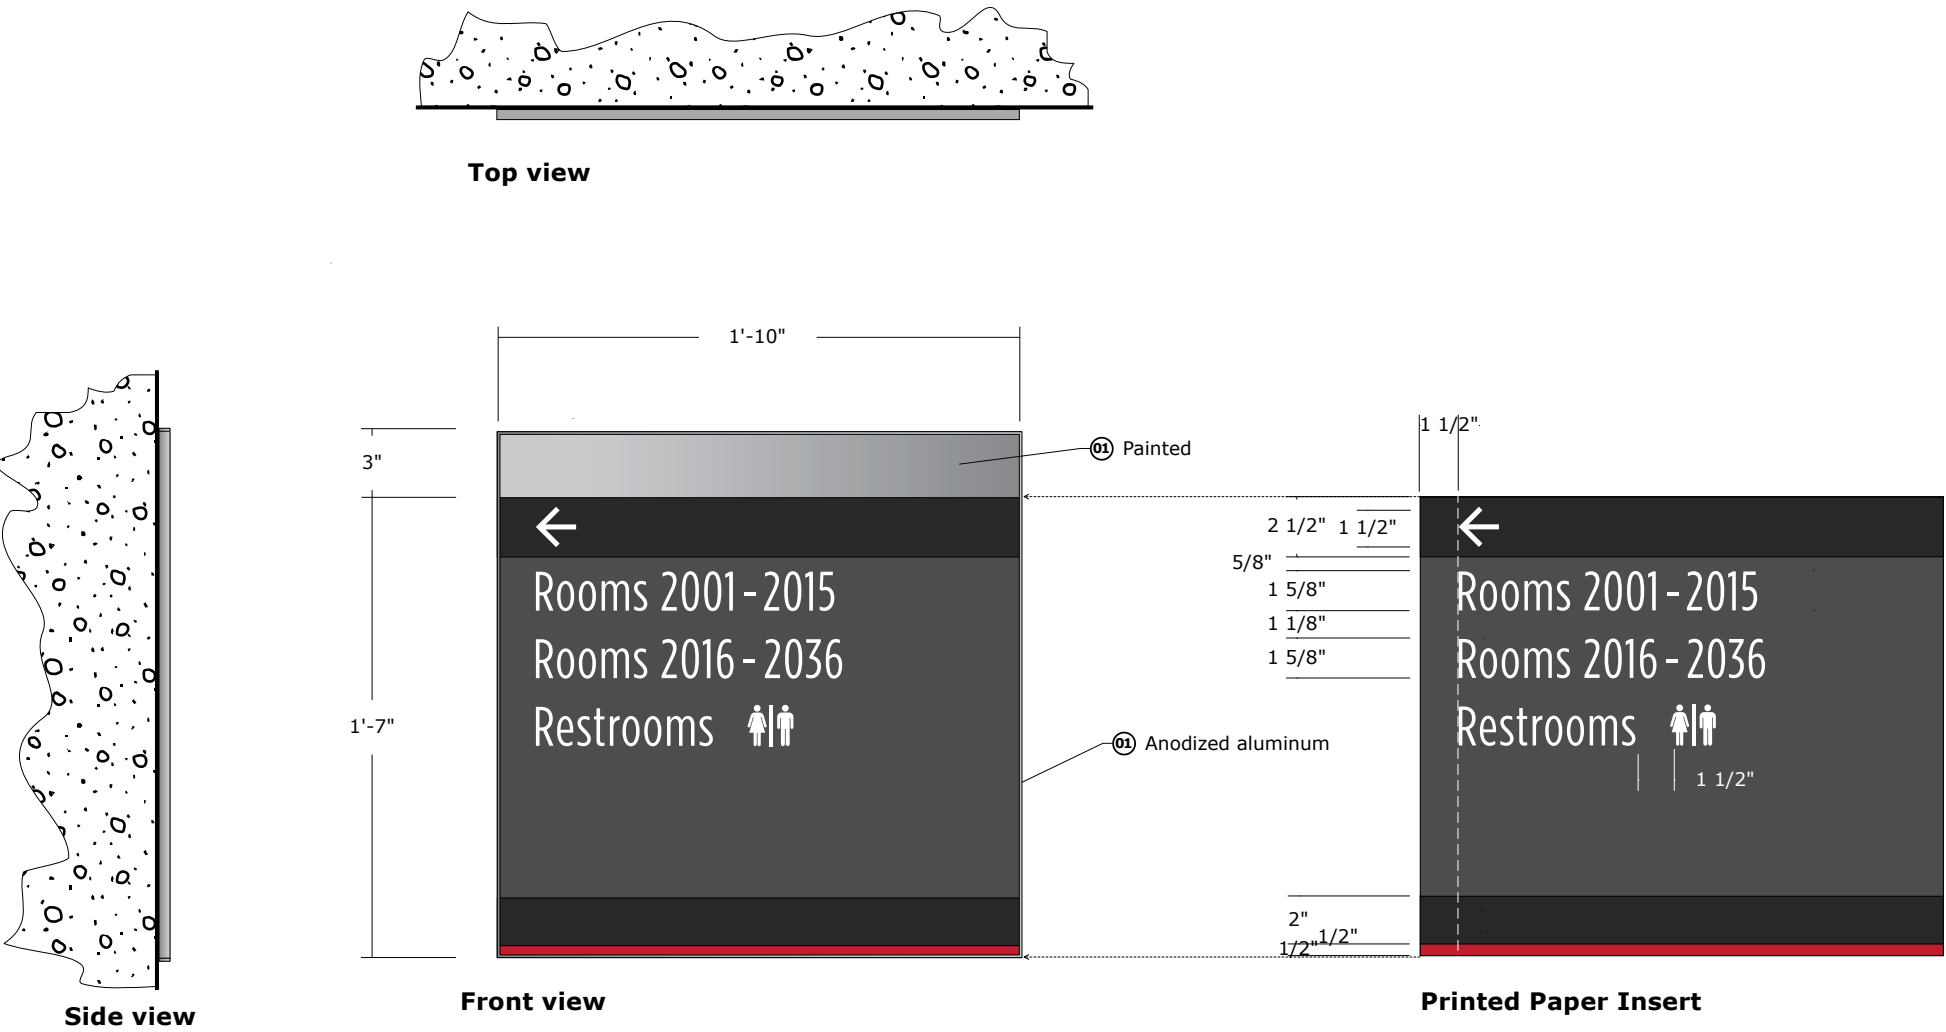 Top view
1'-10"
3"
1'-7"
01 Painted
←
Rooms 2001 - 2015
Rooms 2016 - 2036
Restrooms
01 Anodized aluminum
Side view
Front view
1 1/2"
2 1/2" 1 1/2"
5/8"
1 5/8"
1 1/8"
1 5/8"
←
Rooms 2001 - 2015
Rooms 2016 - 2036
Restrooms
1 1/2"
2"
1/2"
1/2"
Printed Paper Insert